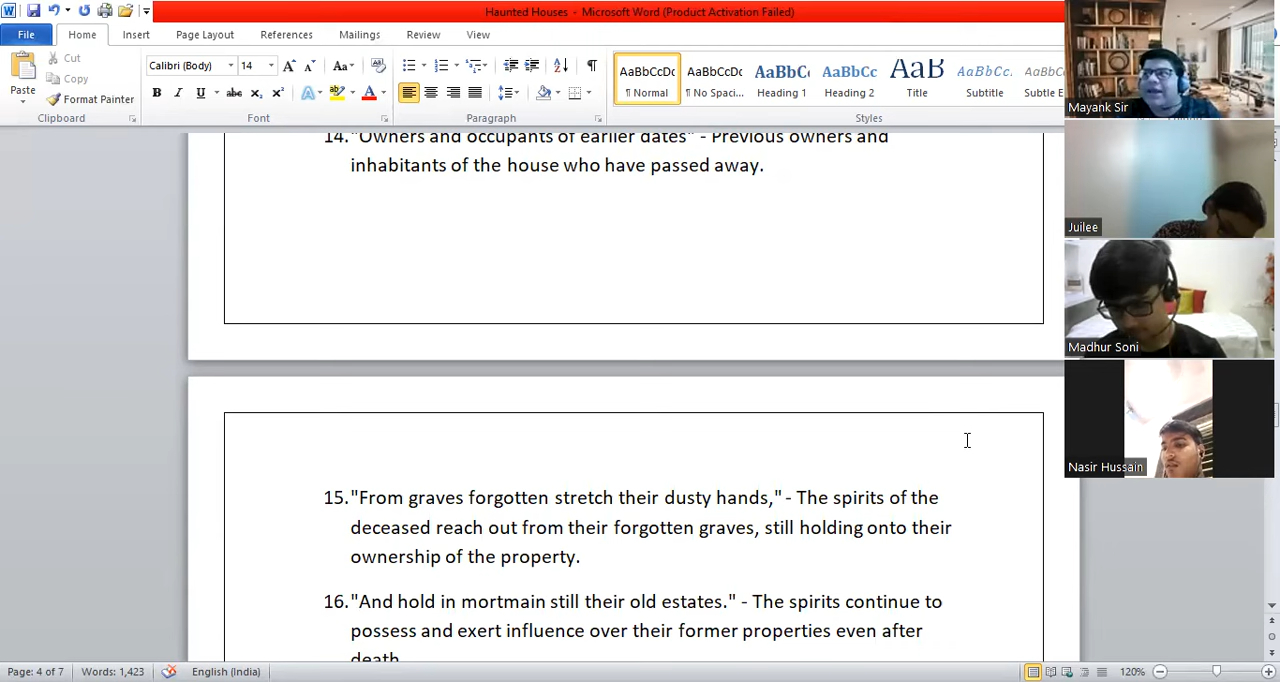 Haunted Houses - Microsoft Word (Product Activation Failed)
File Home Insert Page Layout References Mailings Review View
Cut
Copy
Paste
Format Painter
Clipboard
Calibri (Body) 14
Font
Paragraph
AaBbCcDc AaBbCcDc AaBbC AaBbCc AaB AaBbCc. AaBbCc
¶ Normal ¶ No Spaci... Heading 1 Heading 2 Title Subtitle Subtle E
Styles
14. "Owners and occupants of earlier dates" - Previous owners and
inhabitants of the house who have passed away.
15. "From graves forgotten stretch their dusty hands," - The spirits of the
deceased reach out from their forgotten graves, still holding onto their
ownership of the property.
16. "And hold in mortmain still their old estates." - The spirits continue to
possess and exert influence over their former properties even after
death.
Mayank Sir
Juilee
Madhur Soni
Nasir Hussain
Page: 4 of 7 Words: 1,423 English (India) 120%